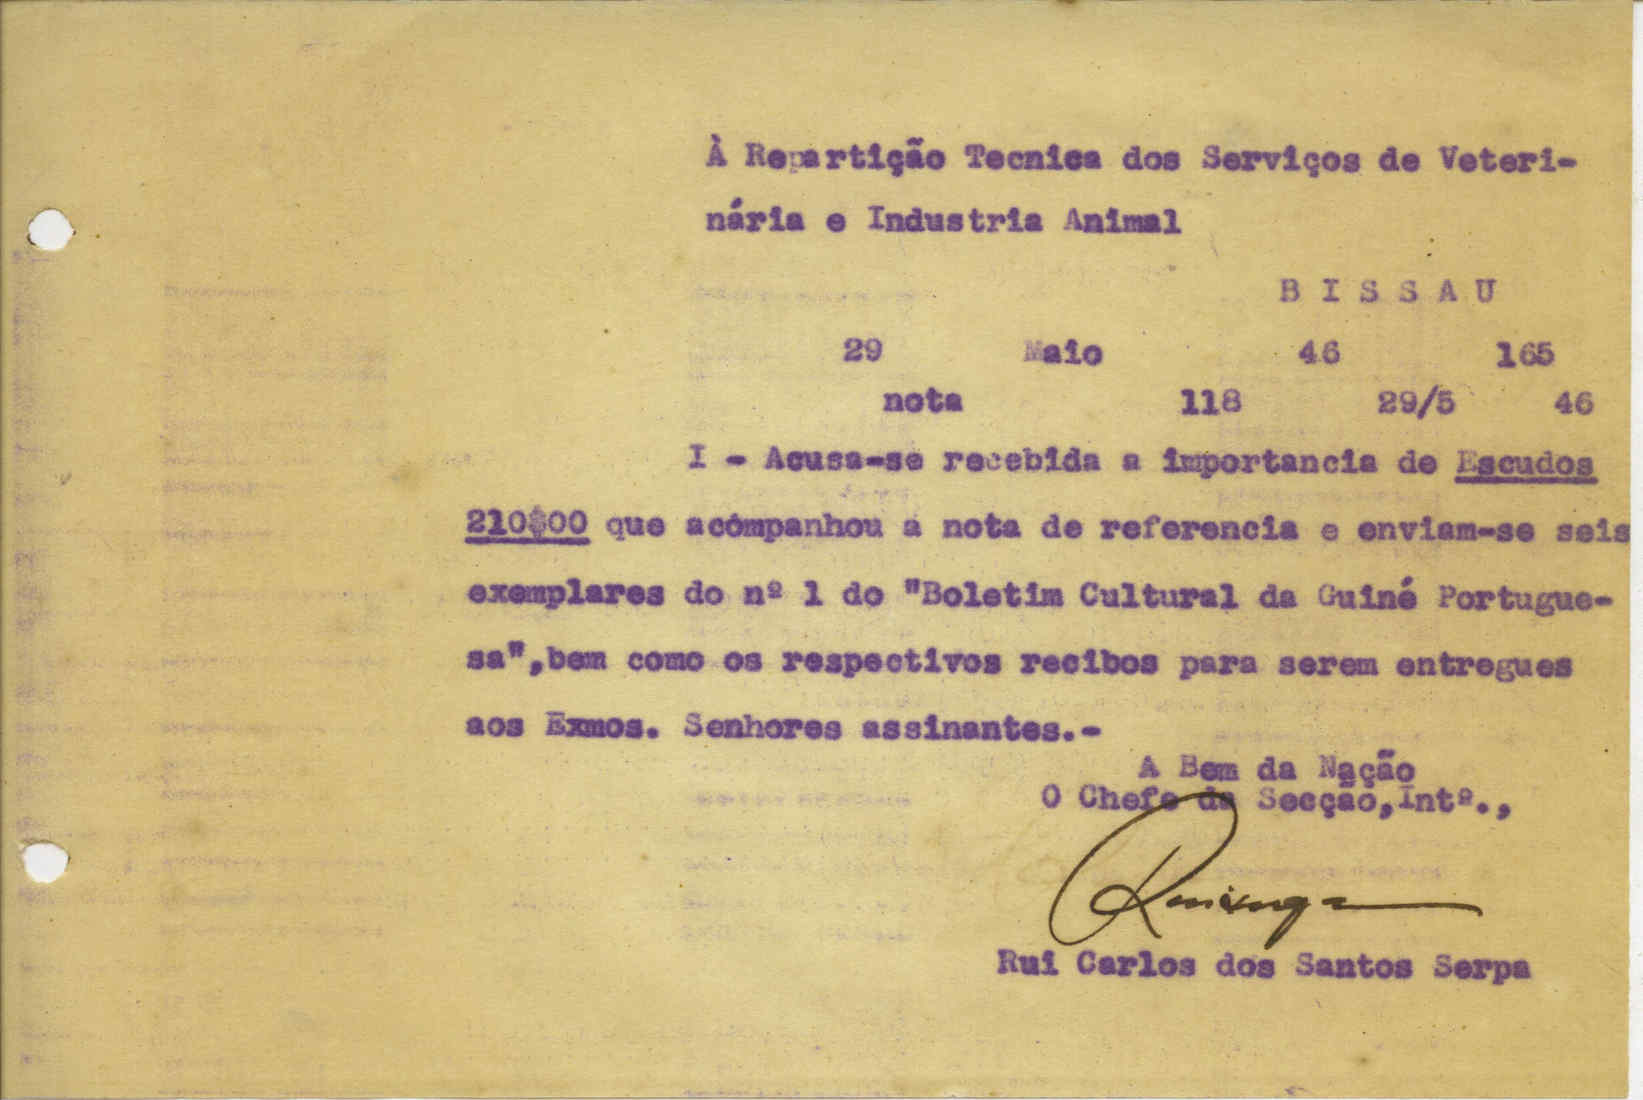 À Repartição Tecnica dos Serviços de Veteri-
nária e Industria Animal
B I S S A U
29 Maio 46 165
nota 118 29/5 46
I - Acusa-se recebida a importancia de Escudos
210$00 que acómpanhou a nota de referencia e enviam-se seis
exemplares do nº 1 do "Boletim Cultural da Guiné Portugue-
sa",bem como os respectivos recibos para serem entregues
aos Exmos. Senhores assinantes.-
A Bem da Nação
O Chefe da Secção,Intº.,
Rui Carlos dos Santos Serpa